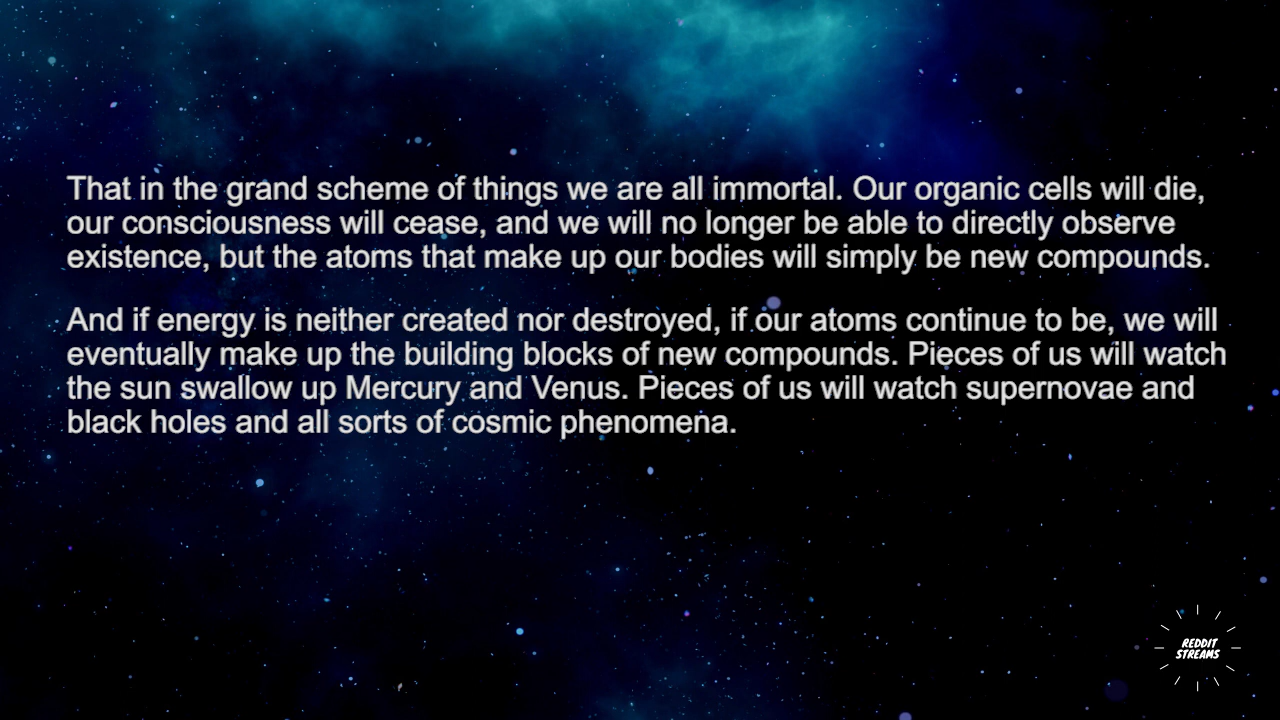 That in the grand scheme of things we are all immortal. Our organic cells will die,
our consciousness will cease, and we will no longer be able to directly observe
existence, but the atoms that make up our bodies will simply be new compounds.
And if energy is neither created nor destroyed, if our atoms continue to be, we will
eventually make up the building blocks of new compounds. Pieces of us will watch
the sun swallow up Mercury and Venus. Pieces of us will watch supernovae and
black holes and all sorts of cosmic phenomena.
REDDIT
STREAMS